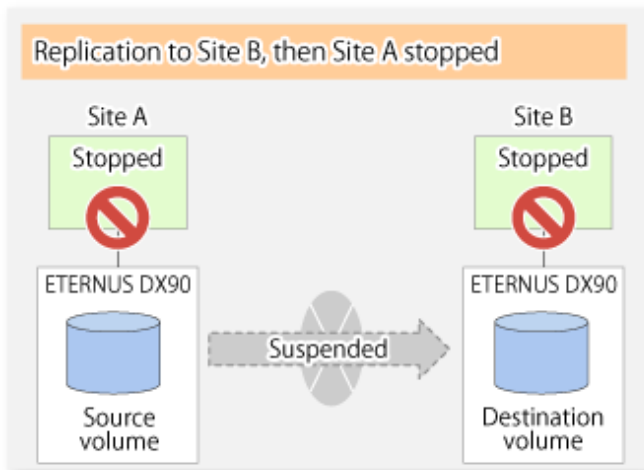 Replication to Site B, then Site A stopped
Site A
Stopped
ETERNUS DX90
Source
volume
Suspended
Site B
Stopped
ETERNUS DX90
Destination
volume